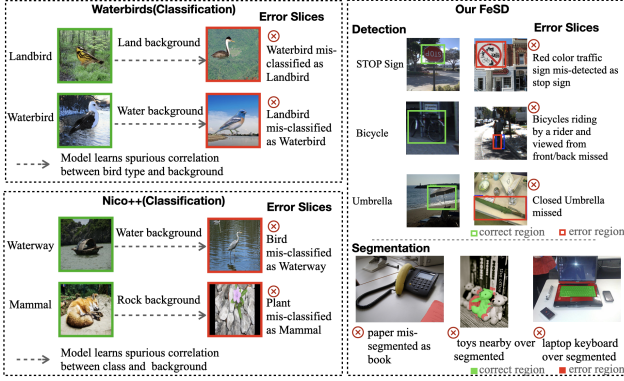 Waterbirds(Classification)
Error Slices
Landbird
Land background
Waterbird mis-
classified as
Landbird
Waterbird
Water background
Landbird
mis-classified
as Waterbird
Model learns spurious correlation
between bird type and background
Nico++(Classification)
Error Slices
Waterway
Water background
Bird
mis-classified
as Waterway
Mammal
Rock background
Plant
mis-classified
as Mammal
Model learns spurious correlation
between class and background
Our FeSD
Detection
Error Slices
STOP Sign
Red color traffic
sign mis-detected as
stop sign
Bicycle
Bicycles riding
by a rider and
viewed from
front/back missed
Umbrella
Closed Umbrella
missed
correct region
error region
Segmentation
paper mis-
segmented as
book
toys nearby over
segmented
laptop keyboard
over segmented
correct region
error region